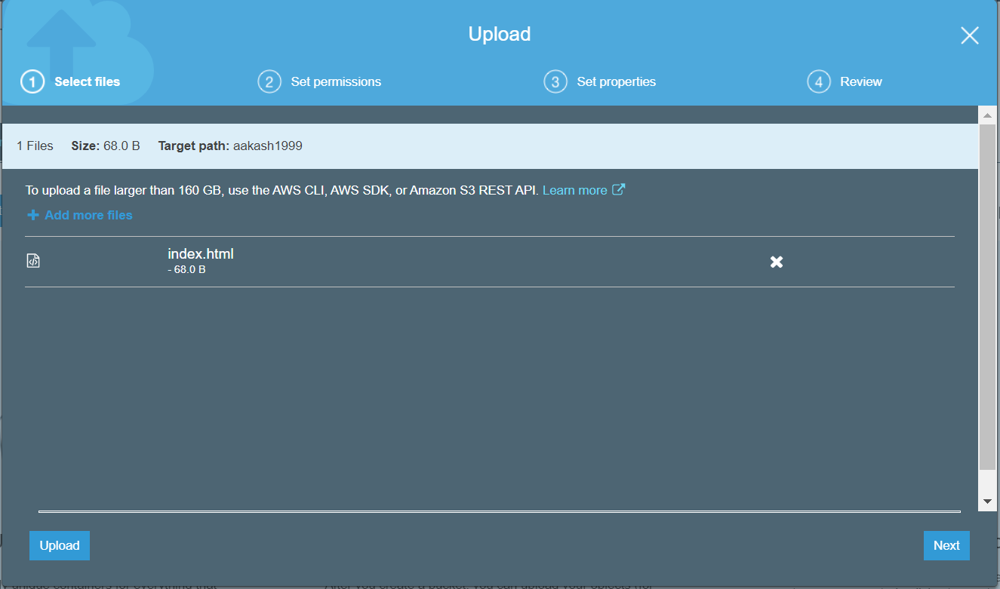 Upload
1 Select files 2 Set permissions 3 Set properties 4 Review
1 Files Size: 68.0 B Target path: aakash1999
To upload a file larger than 160 GB, use the AWS CLI, AWS SDK, or Amazon S3 REST API. Learn more
Add more files
index.html
- 68.0 B
Upload Next